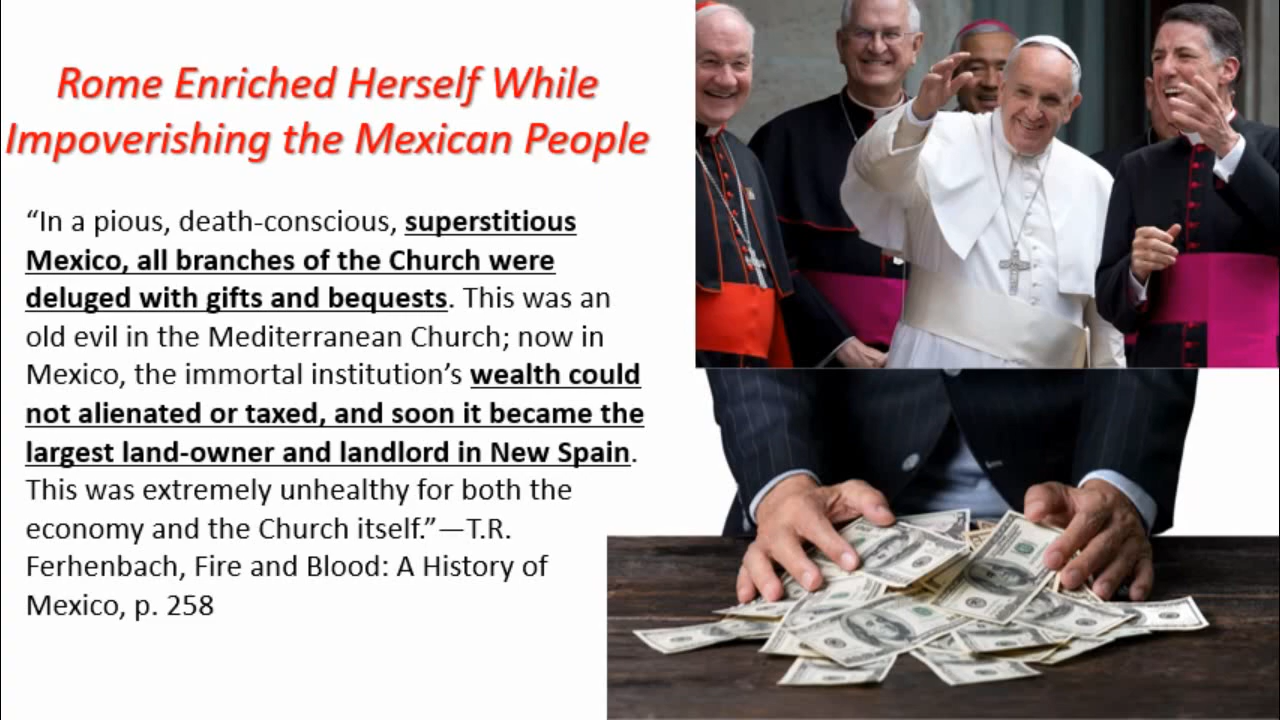 Rome Enriched Herself While
Impoverishing the Mexican People
“In a pious, death-conscious, superstitious
Mexico, all branches of the Church were
deluged with gifts and bequests. This was an
old evil in the Mediterranean Church; now in
Mexico, the immortal institution’s wealth could
not alienated or taxed, and soon it became the
largest land-owner and landlord in New Spain.
This was extremely unhealthy for both the
economy and the Church itself.”—T.R.
Ferhenbach, Fire and Blood: A History of
Mexico, p. 258